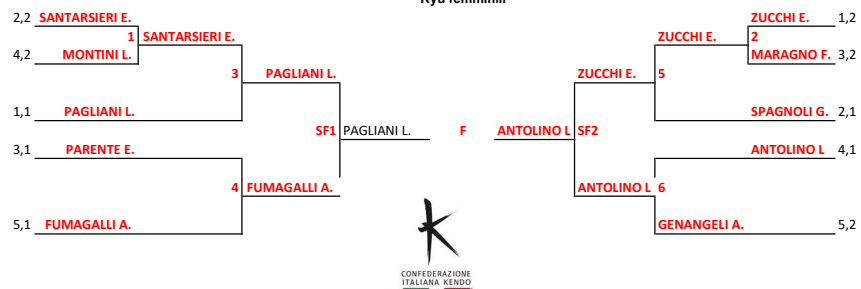 Kyu femminili
2,2 SANTARSIERI E. ZUCCHI E. 1,2
1 SANTARSIERI E. ZUCCHI E. 2
4,2 MONTINI L. MARAGNO F. 3,2
3 PAGLIANI L. ZUCCHI E. 5
1,1 PAGLIANI L. SPAGNOLI G. 2,1
SF1 PAGLIANI L. F ANTOLINO L SF2
3,1 PARENTE E. ANTOLINO L 4,1
4 FUMAGALLI A. ANTOLINO L 6
5,1 FUMAGALLI A. GENANGELI A. 5,2
CONFEDERAZIONE
ITALIANA KENDO